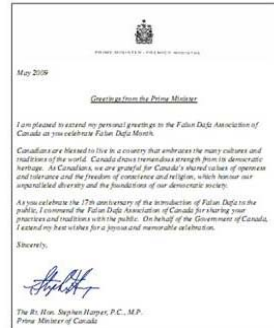 PRIME MINISTER · PREMIER MINISTRE
May 2009
Greetings from the Prime Minister
I am pleased to extend my personal greetings to the Falun Dafa Association of
Canada as you celebrate Falun Dafa Month.
Canadians are blessed to live in a country that embraces the many cultures and
traditions of the world. Canada draws tremendous strength from its democratic
heritage. As Canadians, we are grateful for Canada's shared values of openness
and tolerance and the freedom of conscience and religion, which honour our
unparalleled diversity and the foundations of our democratic society.
As you celebrate the 17th anniversary of the introduction of Falun Dafa to the
public, I commend the Falun Dafa Association of Canada for sharing your
practices and traditions with the public. On behalf of the Government of Canada,
I extend my best wishes for a joyous and memorable celebration.
Sincerely,
The Rt. Hon. Stephen Harper, P.C., M.P.
Prime Minister of Canada